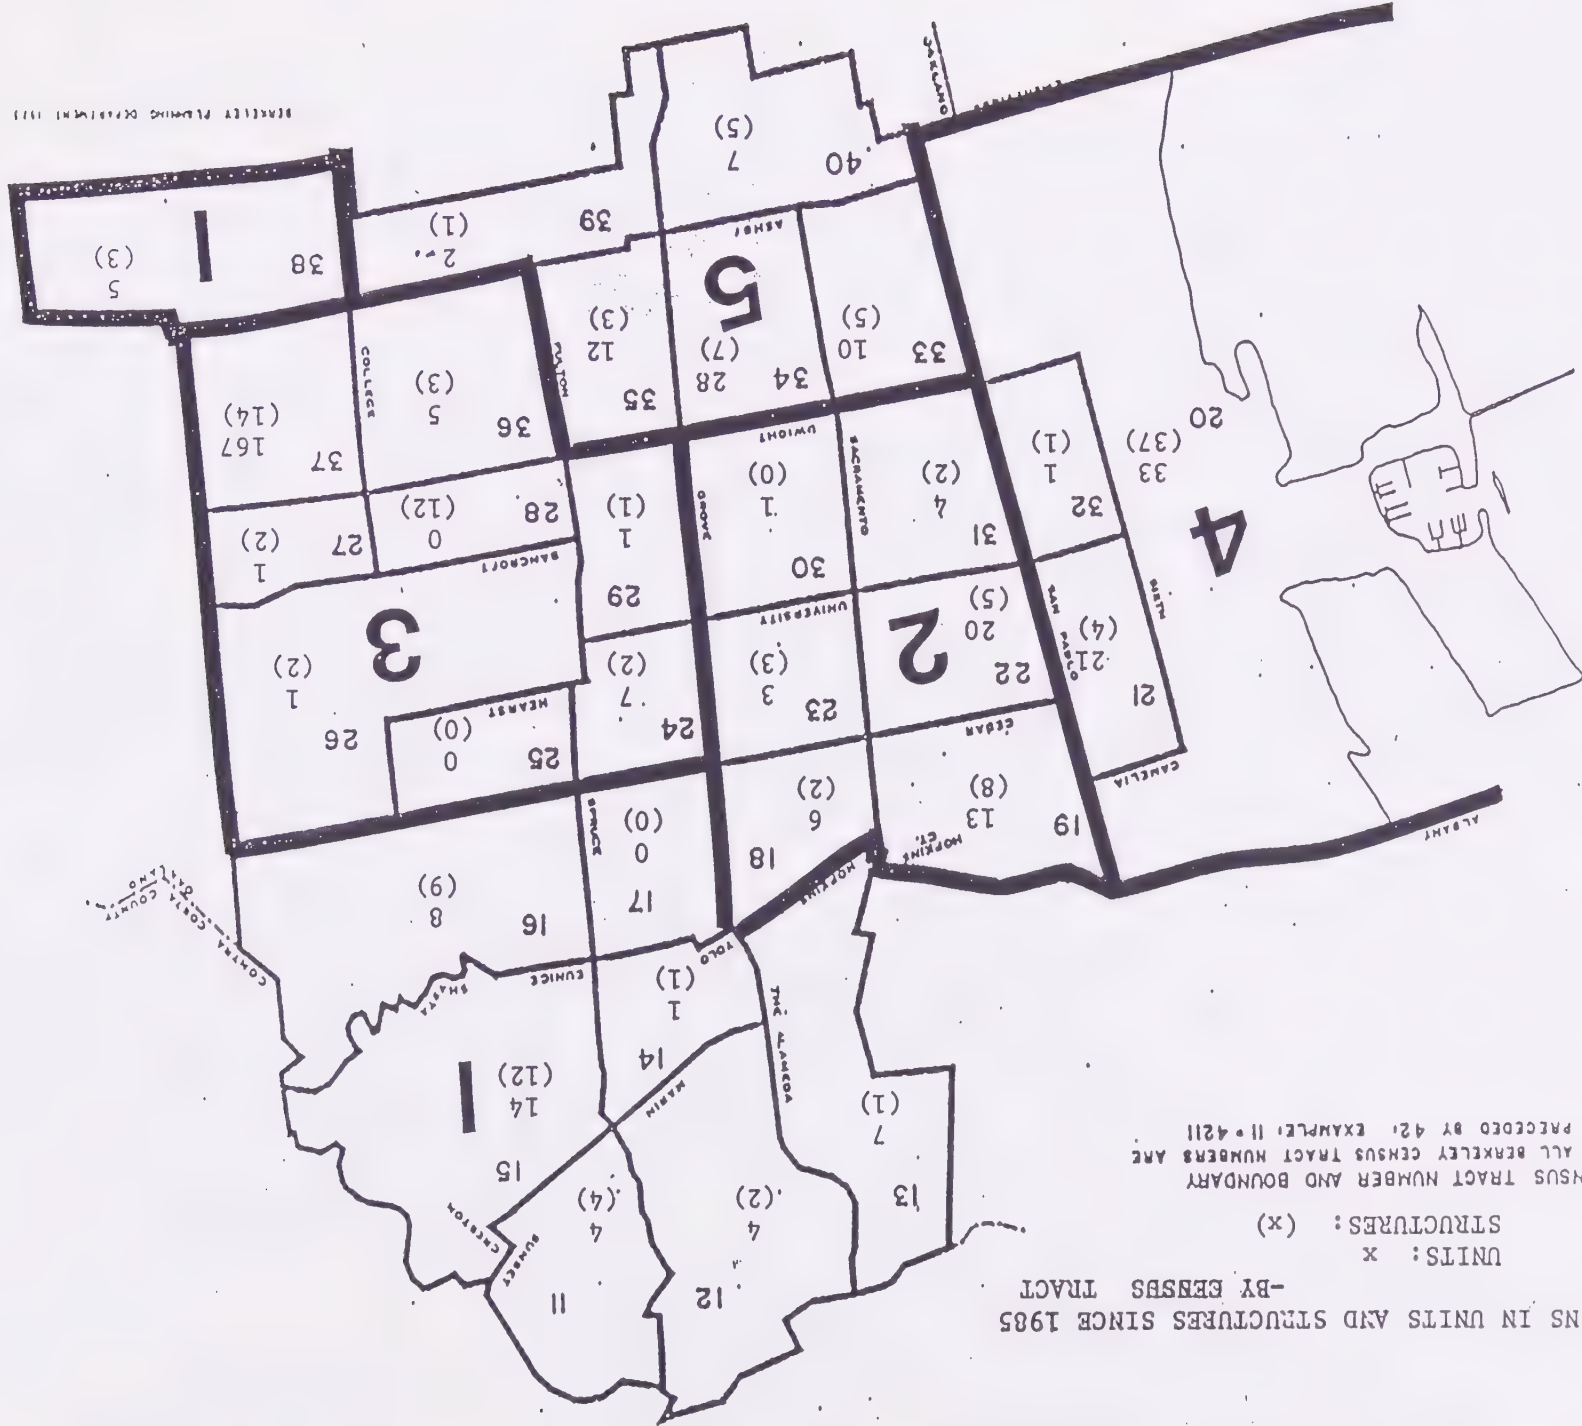 NS IN UNITS AND STRUCTURES SINCE 1985
-BY CENSUS TRACT
UNITS: x
STRUCTURES: (x)
NSUS TRACT NUMBER AND BOUNDARY
ALL BERKELEY CENSUS TRACT NUMBERS ARE
PRECEDED BY 42: EXAMPLE: 11 = 4211
12
4
(2)
11
4
(4)
SUNSET
CRESTON
13
7
(1)
15
14
(12)
1
MARIN
THE ALAMEDA
14
1
(1)
YOLO
EUNICE
SHASTA
CONTRA COSTA COUNTY
OAKLAND
16
8
(9)
17
0
(0)
SPRUCE
18
6
(2)
HOPKINS
HOPKINS CT.
19
13
(8)
ALBANY
CAMELIA
CEDAR
21
21
(4)
SAN PABLO
SIXTH
22
20
(5)
2
23
3
(3)
UNIVERSITY
24
7
(2)
25
0
(0)
HEARST
26
1
(2)
3
BANCROFT
27
1
(2)
28
0
(12)
29
1
(1)
GROVE
30
1
(0)
DWIGHT
SACRAMENTO
31
4
(2)
32
1
(1)
4
20
33
(37)
33
10
(5)
34
28
(7)
5
ASHBY
35
12
(3)
FULTON
36
5
(3)
COLLEGE
37
167
(14)
38
5
(3)
1
39
2
(1)
40
7
(5)
OAKLAND
EMERYVILLE
BERKELEY PLANNING DEPARTMENT